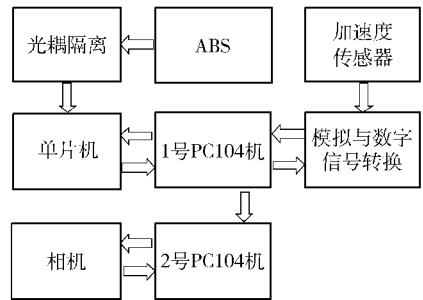 光耦隔离
ABS
加速度
传感器
单片机
1号PC104机
模拟与数字
信号转换
相机
2号PC104机